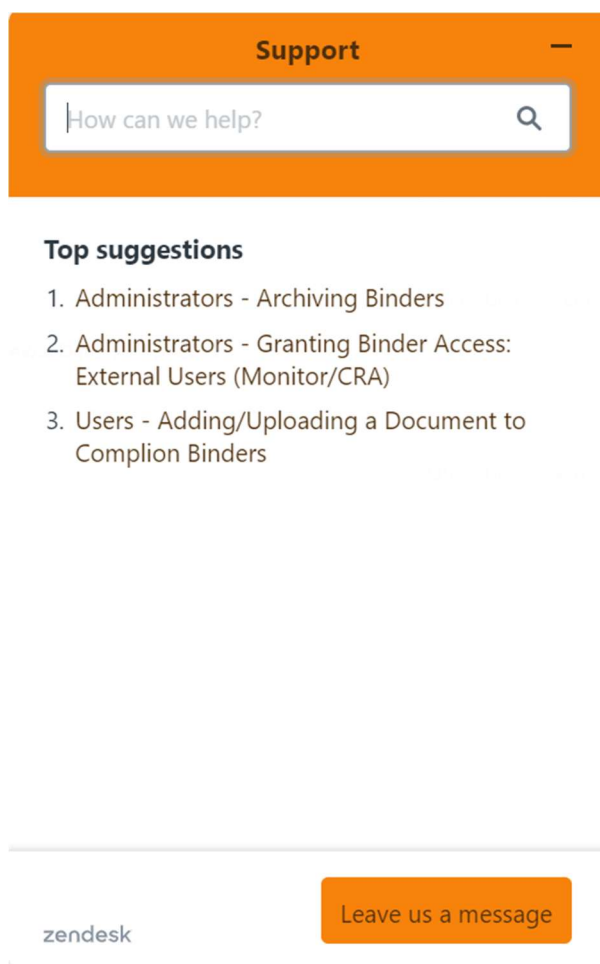 Support
How can we help?
Top suggestions
1. Administrators - Archiving Binders
2. Administrators - Granting Binder Access:
External Users (Monitor/CRA)
3. Users - Adding/Uploading a Document to
Complion Binders
zendesk
Leave us a message